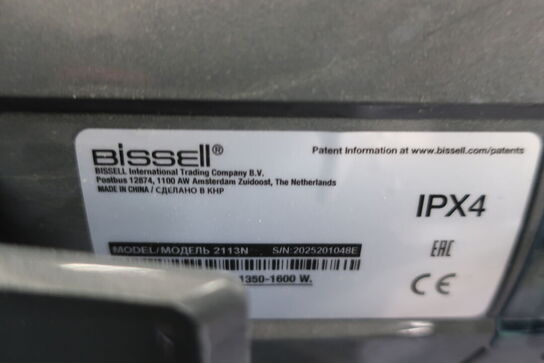 BISSELL®
Patent Information at www.bissell.com/patents
BISSELL International Trading Company B.V.
Postbus 12874, 1100 AW Amsterdam Zuidoost, The Netherlands
MADE IN CHINA / СДЕЛАНО В КНР
IPX4
MODEL/МОДЕЛЬ 2113N S/N:2025201048E
EAC
CE
1350-1600 W.